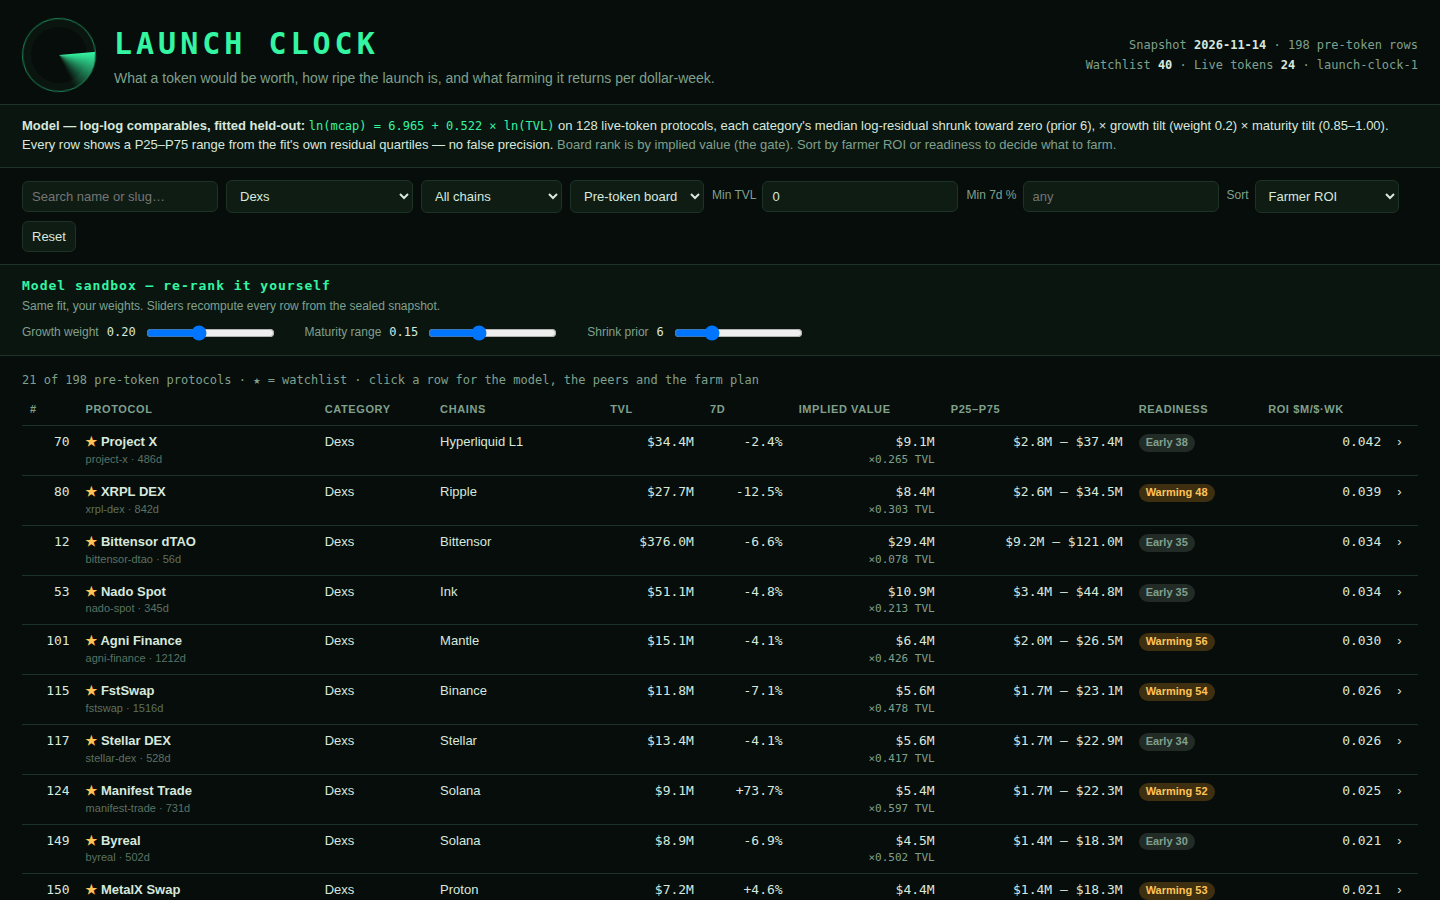 LAUNCH CLOCK
What a token would be worth, how ripe the launch is, and what farming it returns per dollar-week.
Snapshot 2026-11-14 · 198 pre-token rows
Watchlist 40 · Live tokens 24 · launch-clock-1
Model — log-log comparables, fitted held-out: ln(mcap) = 6.965 + 0.522 × ln(TVL) on 128 live-token protocols, each category's median log-residual shrunk toward zero (prior 6), × growth tilt (weight 0.2) × maturity tilt (0.85–1.00).
Every row shows a P25–P75 range from the fit's own residual quartiles — no false precision. Board rank is by implied value (the gate). Sort by farmer ROI or readiness to decide what to farm.
Search name or slug… Dexs All chains Pre-token board Min TVL 0 Min 7d % any Sort Farmer ROI
Reset
Model sandbox — re-rank it yourself
Same fit, your weights. Sliders recompute every row from the sealed snapshot.
Growth weight 0.20 Maturity range 0.15 Shrink prior 6
21 of 198 pre-token protocols · ★ = watchlist · click a row for the model, the peers and the farm plan
# PROTOCOL CATEGORY CHAINS TVL 7D IMPLIED VALUE P25–P75 READINESS ROI $M/$·WK
70 ★ Project X Dexs Hyperliquid L1 $34.4M -2.4% $9.1M $2.8M — $37.4M Early 38 0.042 ›
project-x · 486d ×0.265 TVL
80 ★ XRPL DEX Dexs Ripple $27.7M -12.5% $8.4M $2.6M — $34.5M Warming 48 0.039 ›
xrpl-dex · 842d ×0.303 TVL
12 ★ Bittensor dTAO Dexs Bittensor $376.0M -6.6% $29.4M $9.2M — $121.0M Early 35 0.034 ›
bittensor-dtao · 56d ×0.078 TVL
53 ★ Nado Spot Dexs Ink $51.1M -4.8% $10.9M $3.4M — $44.8M Early 35 0.034 ›
nado-spot · 345d ×0.213 TVL
101 ★ Agni Finance Dexs Mantle $15.1M -4.1% $6.4M $2.0M — $26.5M Warming 56 0.030 ›
agni-finance · 1212d ×0.426 TVL
115 ★ FstSwap Dexs Binance $11.8M -7.1% $5.6M $1.7M — $23.1M Warming 54 0.026 ›
fstswap · 1516d ×0.478 TVL
117 ★ Stellar DEX Dexs Stellar $13.4M -4.1% $5.6M $1.7M — $22.9M Early 34 0.026 ›
stellar-dex · 528d ×0.417 TVL
124 ★ Manifest Trade Dexs Solana $9.1M +73.7% $5.4M $1.7M — $22.3M Warming 52 0.025 ›
manifest-trade · 731d ×0.597 TVL
149 ★ Byreal Dexs Solana $8.9M -6.9% $4.5M $1.4M — $18.3M Early 30 0.021 ›
byreal · 502d ×0.502 TVL
150 ★ MetalX Swap Dexs Proton $7.2M +4.6% $4.4M $1.4M — $18.3M Warming 53 0.021 ›